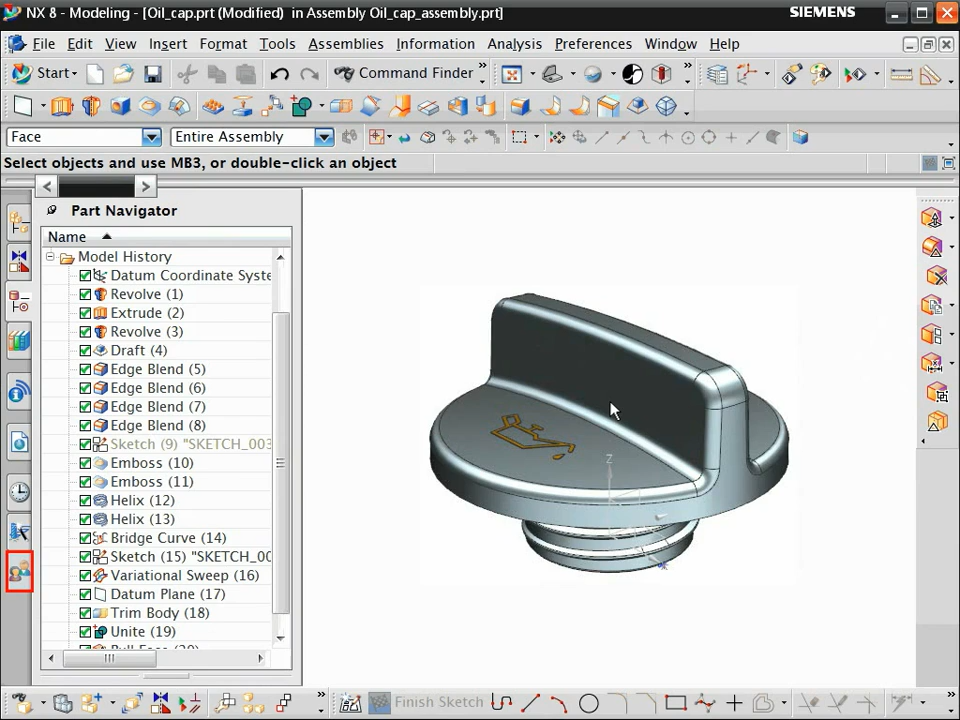 NX 8 - Modeling - [Oil_cap.prt (Modified) in Assembly Oil_cap_assembly.prt] SIEMENS
File Edit View Insert Format Tools Assemblies Information Analysis Preferences Window Help
Start Command Finder
Face Entire Assembly
Select objects and use MB3, or double-click an object
Part Navigator
Name
Model History
Datum Coordinate Syste
Revolve (1)
Extrude (2)
Revolve (3)
Draft (4)
Edge Blend (5)
Edge Blend (6)
Edge Blend (7)
Edge Blend (8)
Sketch (9) "SKETCH_003
Emboss (10)
Emboss (11)
Helix (12)
Helix (13)
Bridge Curve (14)
Sketch (15) "SKETCH_00
Variational Sweep (16)
Datum Plane (17)
Trim Body (18)
Unite (19)
Z
Finish Sketch